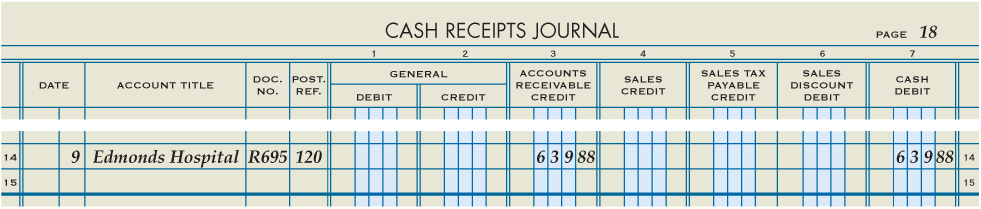 CASH RECEIPTS JOURNAL PAGE 18
1 2 3 4 5 6 7
DATE ACCOUNT TITLE DOC. NO. POST. REF. GENERAL DEBIT CREDIT ACCOUNTS RECEIVABLE CREDIT SALES CREDIT SALES TAX PAYABLE CREDIT SALES DISCOUNT DEBIT CASH DEBIT
14 9 Edmonds Hospital R695 120 639 88 639 88 14
15 15